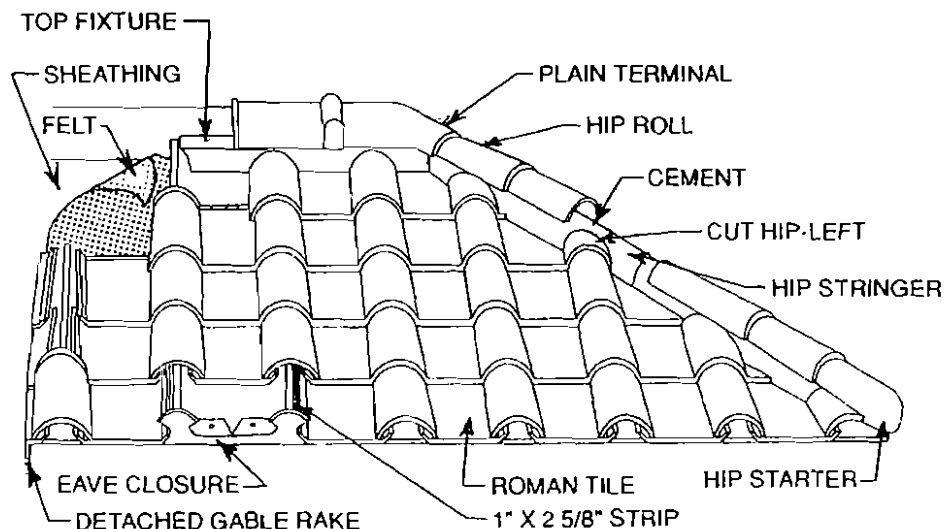 TOP FIXTURE
SHEATHING
PLAIN TERMINAL
FELT
HIP ROLL
CEMENT
CUT HIP-LEFT
HIP STRINGER
EAVE CLOSURE
ROMAN TILE
HIP STARTER
DETACHED GABLE RAKE
1" X 2 5/8" STRIP